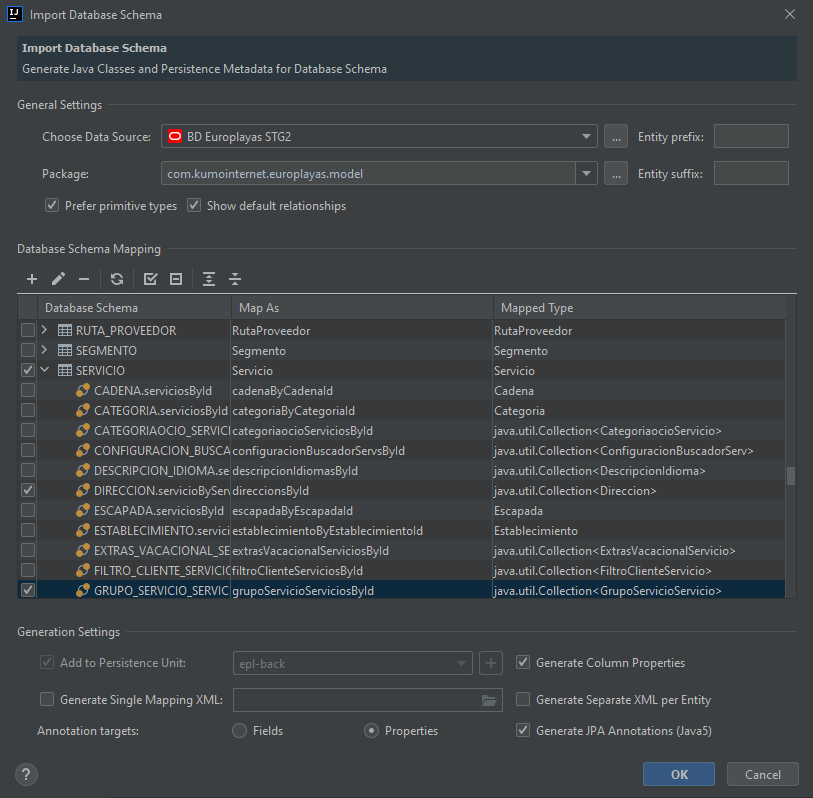 IJ Import Database Schema
Import Database Schema
Generate Java Classes and Persistence Metadata for Database Schema
General Settings
Choose Data Source: BD Europlayas STG2 ... Entity prefix:
Package: com.kumointernet.europlayas.model ... Entity suffix:
Prefer primitive types Show default relationships
Database Schema Mapping
Database Schema Map As Mapped Type
RUTA_PROVEEDOR RutaProveedor RutaProveedor
SEGMENTO Segmento Segmento
SERVICIO Servicio Servicio
CADENA.serviciosById cadenaByCadenaId Cadena
CATEGORIA.serviciosById categoriaByCategoriaId Categoria
CATEGORIAOCIO_SERVICI categoriaocioServiciosById java.util.Collection<CategoriaocioServicio>
CONFIGURACION_BUSCA configuracionBuscadorServsById java.util.Collection<ConfiguracionBuscadorServ>
DESCRIPCION_IDIOMA.se descripcionIdiomasById java.util.Collection<DescripcionIdioma>
DIRECCION.servicioBySer direccionsById java.util.Collection<Direccion>
ESCAPADA.serviciosById escapadaByEscapadaId Escapada
ESTABLECIMIENTO.servici establecimientoByEstablecimientoId Establecimiento
EXTRAS_VACACIONAL_SE extrasVacacionalServiciosById java.util.Collection<ExtrasVacacionalServicio>
FILTRO_CLIENTE_SERVICI filtroClienteServiciosById java.util.Collection<FiltroClienteServicio>
GRUPO_SERVICIO_SERVIC grupoServicioServiciosById java.util.Collection<GrupoServicioServicio>
Generation Settings
Add to Persistence Unit: epl-back Generate Column Properties
Generate Single Mapping XML: Generate Separate XML per Entity
Annotation targets: Fields Properties Generate JPA Annotations (Java5)
? OK Cancel